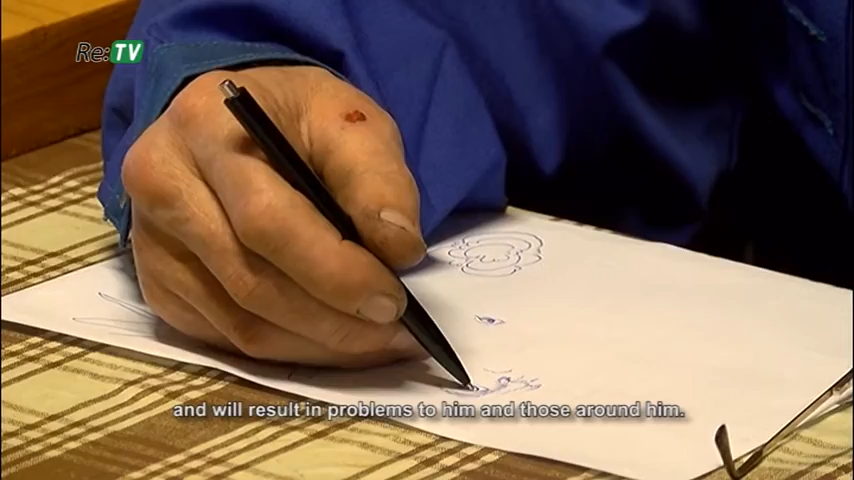 Re:TV
and will result in problems to him and those around him.